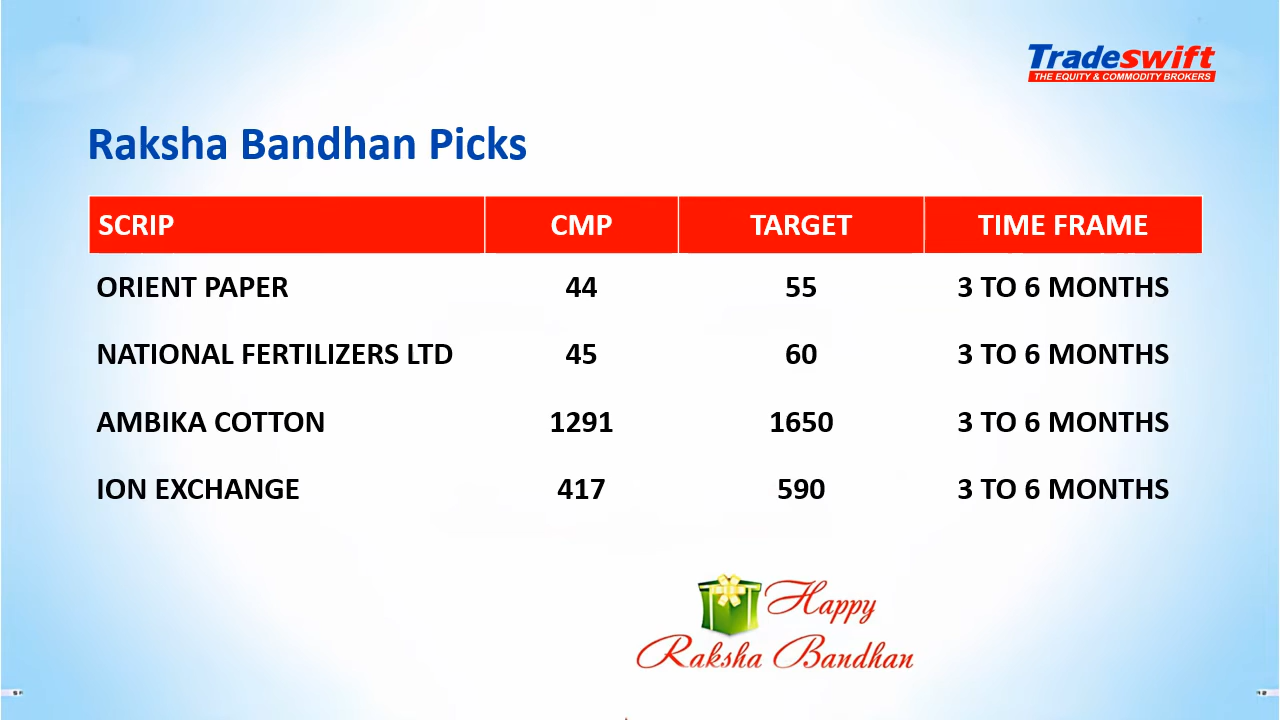 Tradeswift
THE EQUITY & COMMODITY BROKERS
Raksha Bandhan Picks
SCRIP CMP TARGET TIME FRAME
ORIENT PAPER 44 55 3 TO 6 MONTHS
NATIONAL FERTILIZERS LTD 45 60 3 TO 6 MONTHS
AMBIKA COTTON 1291 1650 3 TO 6 MONTHS
ION EXCHANGE 417 590 3 TO 6 MONTHS
Happy
Raksha Bandhan